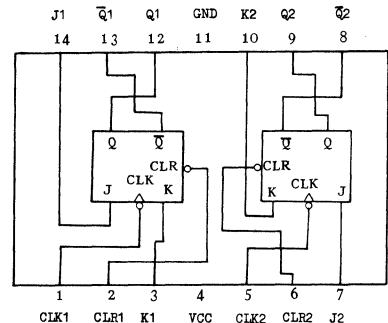 J1 Q̅1 Q1 GND K2 Q2 Q̅2
14 13 12 11 10 9 8
Q Q̅ Q̅ Q
CLR CLR
CLK CLK
J K K J
1 2 3 4 5 6 7
CLK1 CLR1 K1 VCC CLK2 CLR2 J2